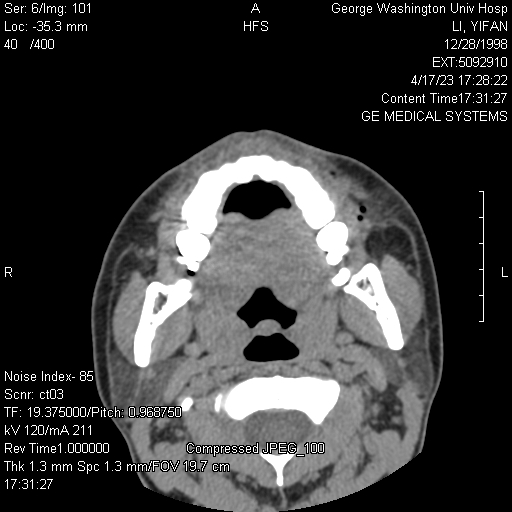 Ser: 6/Img: 101
Loc: -35.3 mm
40 /400
A
HFS
George Washington Univ Hosp
LI, YIFAN
12/28/1998
EXT:5092910
4/17/23 17:28:22
Content Time17:31:27
GE MEDICAL SYSTEMS
R
L
Noise Index- 85
Scnr: ct03
TF: 19.375000/Pitch: 0.968750
kV 120/mA 211
Rev Time1.000000
Compressed JPEG_100
Thk 1.3 mm Spc 1.3 mm/FOV 19.7 cm
17:31:27